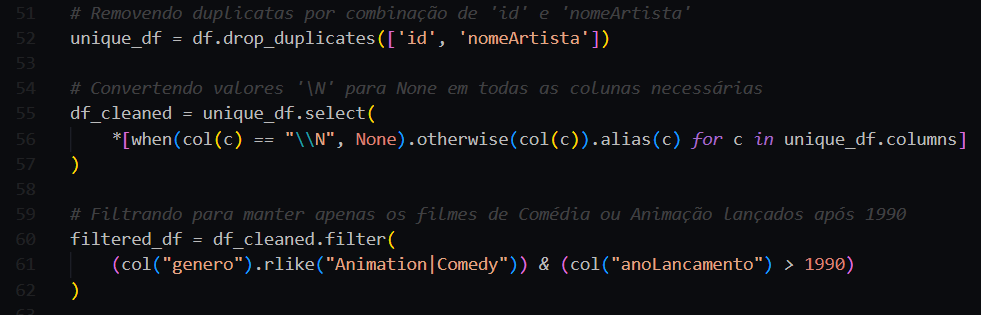 51 # Removendo duplicatas por combinação de 'id' e 'nomeArtista'
52 unique_df = df.drop_duplicates(['id', 'nomeArtista'])
53
54 # Convertendo valores '\N' para None em todas as colunas necessárias
55 df_cleaned = unique_df.select(
56 *[when(col(c) == "\\N", None).otherwise(col(c)).alias(c) for c in unique_df.columns]
57 )
58
59 # Filtrando para manter apenas os filmes de Comédia ou Animação lançados após 1990
60 filtered_df = df_cleaned.filter(
61 (col("genero").rlike("Animation|Comedy")) & (col("anoLancamento") > 1990)
62 )
63